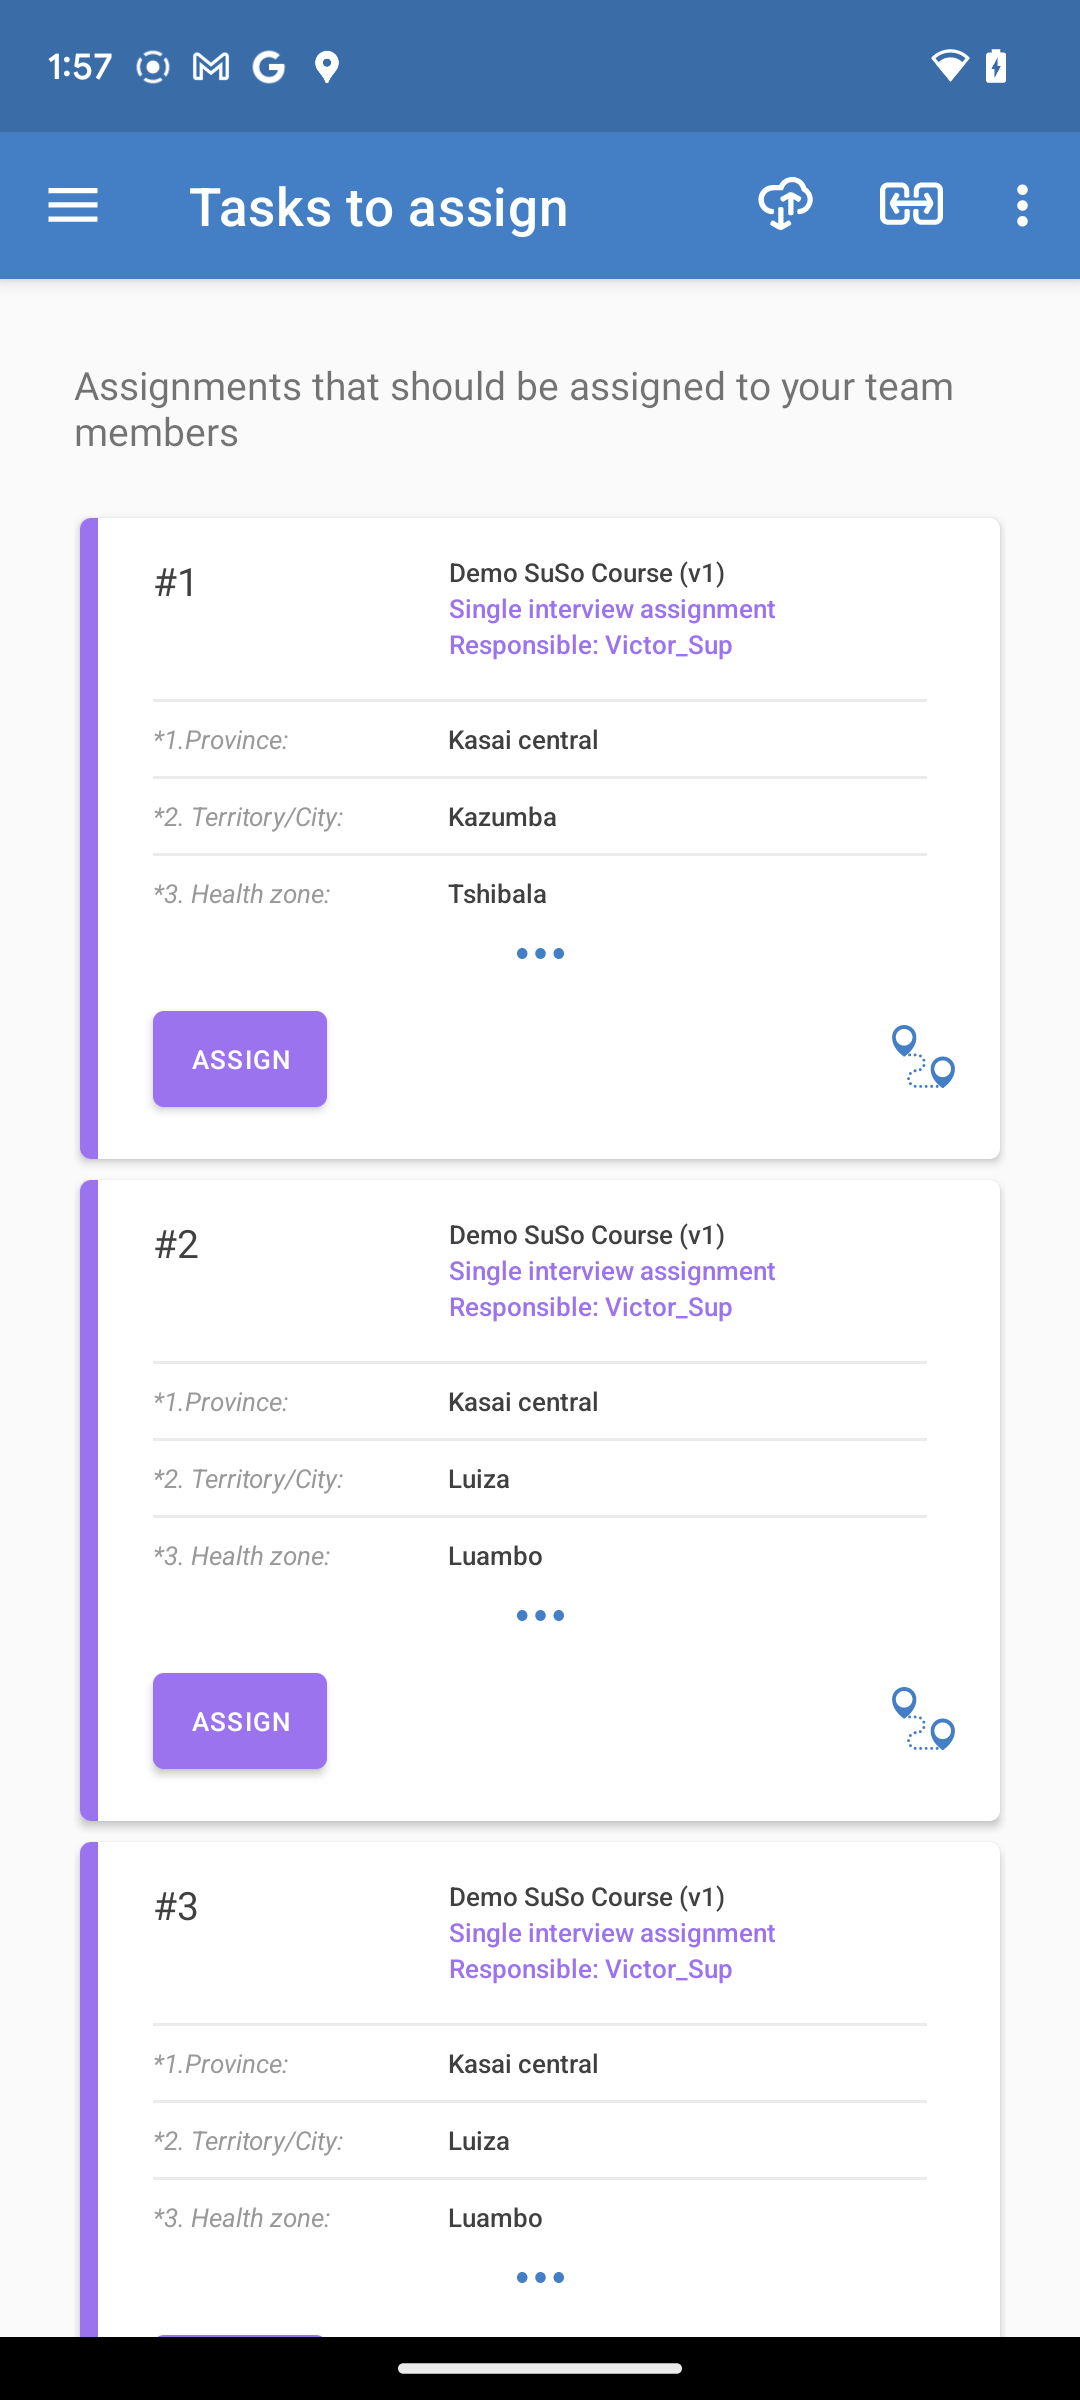 1:57
Tasks to assign
Assignments that should be assigned to your team
members
#1
Demo SuSo Course (v1)
Single interview assignment
Responsible: Victor_Sup
*1.Province:
Kasai central
*2. Territory/City:
Kazumba
*3. Health zone:
Tshibala
ASSIGN
#2
Demo SuSo Course (v1)
Single interview assignment
Responsible: Victor_Sup
*1.Province:
Kasai central
*2. Territory/City:
Luiza
*3. Health zone:
Luambo
ASSIGN
#3
Demo SuSo Course (v1)
Single interview assignment
Responsible: Victor_Sup
*1.Province:
Kasai central
*2. Territory/City:
Luiza
*3. Health zone:
Luambo